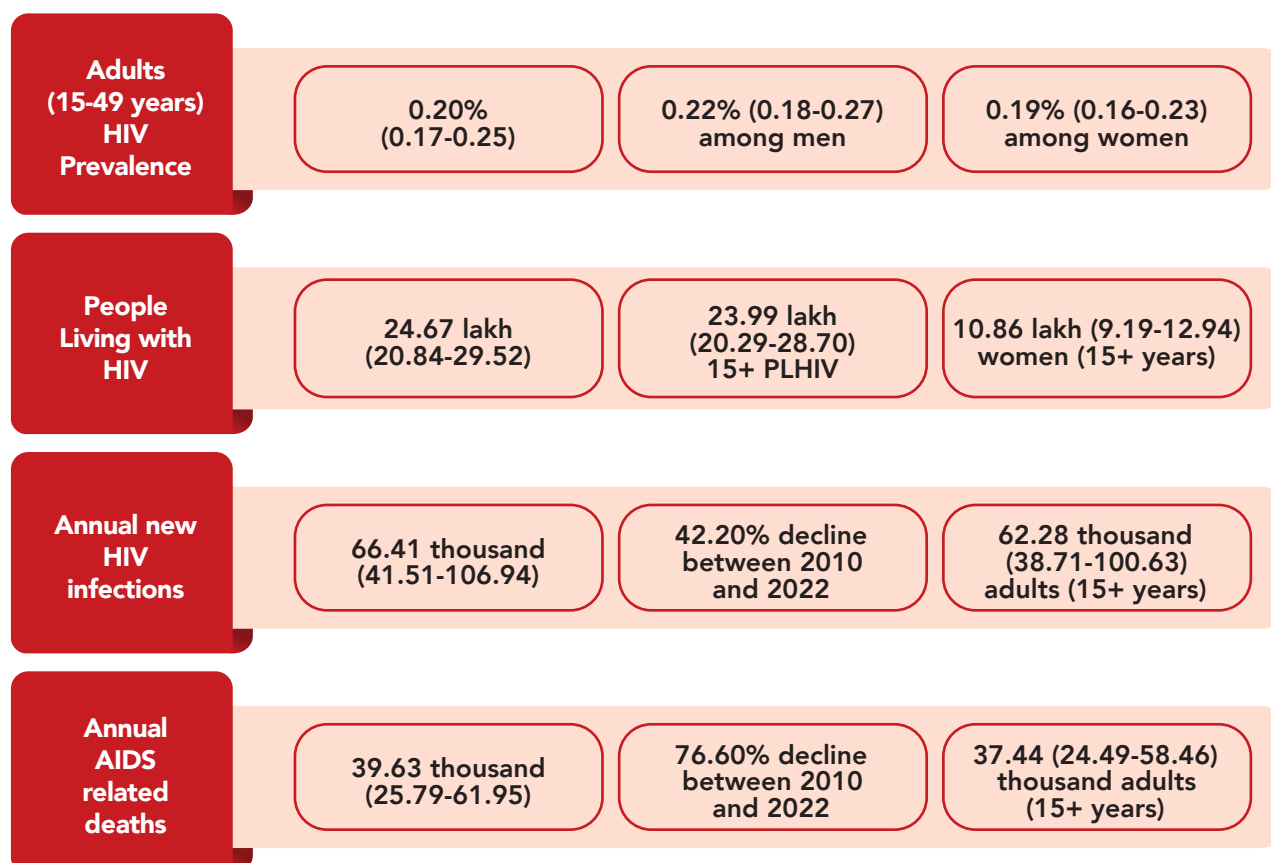 Adults
(15-49 years)
HIV
Prevalence
0.20%
(0.17-0.25)
0.22% (0.18-0.27)
among men
0.19% (0.16-0.23)
among women
People
Living with
HIV
24.67 lakh
(20.84-29.52)
23.99 lakh
(20.29-28.70)
15+ PLHIV
10.86 lakh (9.19-12.94)
women (15+ years)
Annual new
HIV
infections
66.41 thousand
(41.51-106.94)
42.20% decline
between 2010
and 2022
62.28 thousand
(38.71-100.63)
adults (15+ years)
Annual
AIDS
related
deaths
39.63 thousand
(25.79-61.95)
76.60% decline
between 2010
and 2022
37.44 (24.49-58.46)
thousand adults
(15+ years)